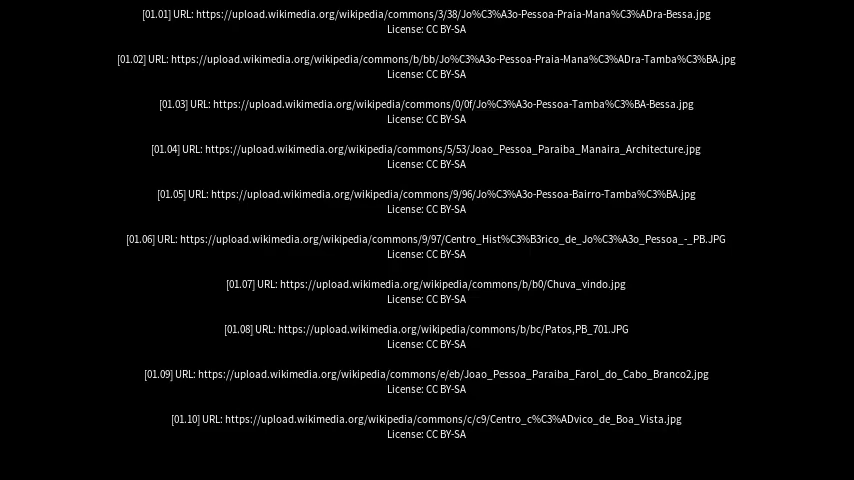 [01.01] URL: https://upload.wikimedia.org/wikipedia/commons/3/38/Jo%C3%A3o-Pessoa-Praia-Mana%C3%ADra-Bessa.jpg
License: CC BY-SA
[01.02] URL: https://upload.wikimedia.org/wikipedia/commons/b/bb/Jo%C3%A3o-Pessoa-Praia-Mana%C3%ADra-Tamba%C3%BA.jpg
License: CC BY-SA
[01.03] URL: https://upload.wikimedia.org/wikipedia/commons/0/0f/Jo%C3%A3o-Pessoa-Tamba%C3%BA-Bessa.jpg
License: CC BY-SA
[01.04] URL: https://upload.wikimedia.org/wikipedia/commons/5/53/Joao_Pessoa_Paraiba_Manaira_Architecture.jpg
License: CC BY-SA
[01.05] URL: https://upload.wikimedia.org/wikipedia/commons/9/96/Jo%C3%A3o-Pessoa-Bairro-Tamba%C3%BA.jpg
License: CC BY-SA
[01.06] URL: https://upload.wikimedia.org/wikipedia/commons/9/97/Centro_Hist%C3%B3rico_de_Jo%C3%A3o_Pessoa_-_PB.JPG
License: CC BY-SA
[01.07] URL: https://upload.wikimedia.org/wikipedia/commons/b/b0/Chuva_vindo.jpg
License: CC BY-SA
[01.08] URL: https://upload.wikimedia.org/wikipedia/commons/b/bc/Patos,PB_701.JPG
License: CC BY-SA
[01.09] URL: https://upload.wikimedia.org/wikipedia/commons/e/eb/Joao_Pessoa_Paraiba_Farol_do_Cabo_Branco2.jpg
License: CC BY-SA
[01.10] URL: https://upload.wikimedia.org/wikipedia/commons/c/c9/Centro_c%C3%ADvico_de_Boa_Vista.jpg
License: CC BY-SA